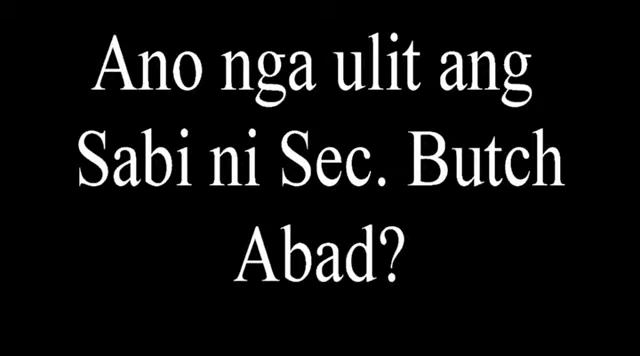 Ano nga ulit ang
Sabi ni Sec. Butch
Abad?